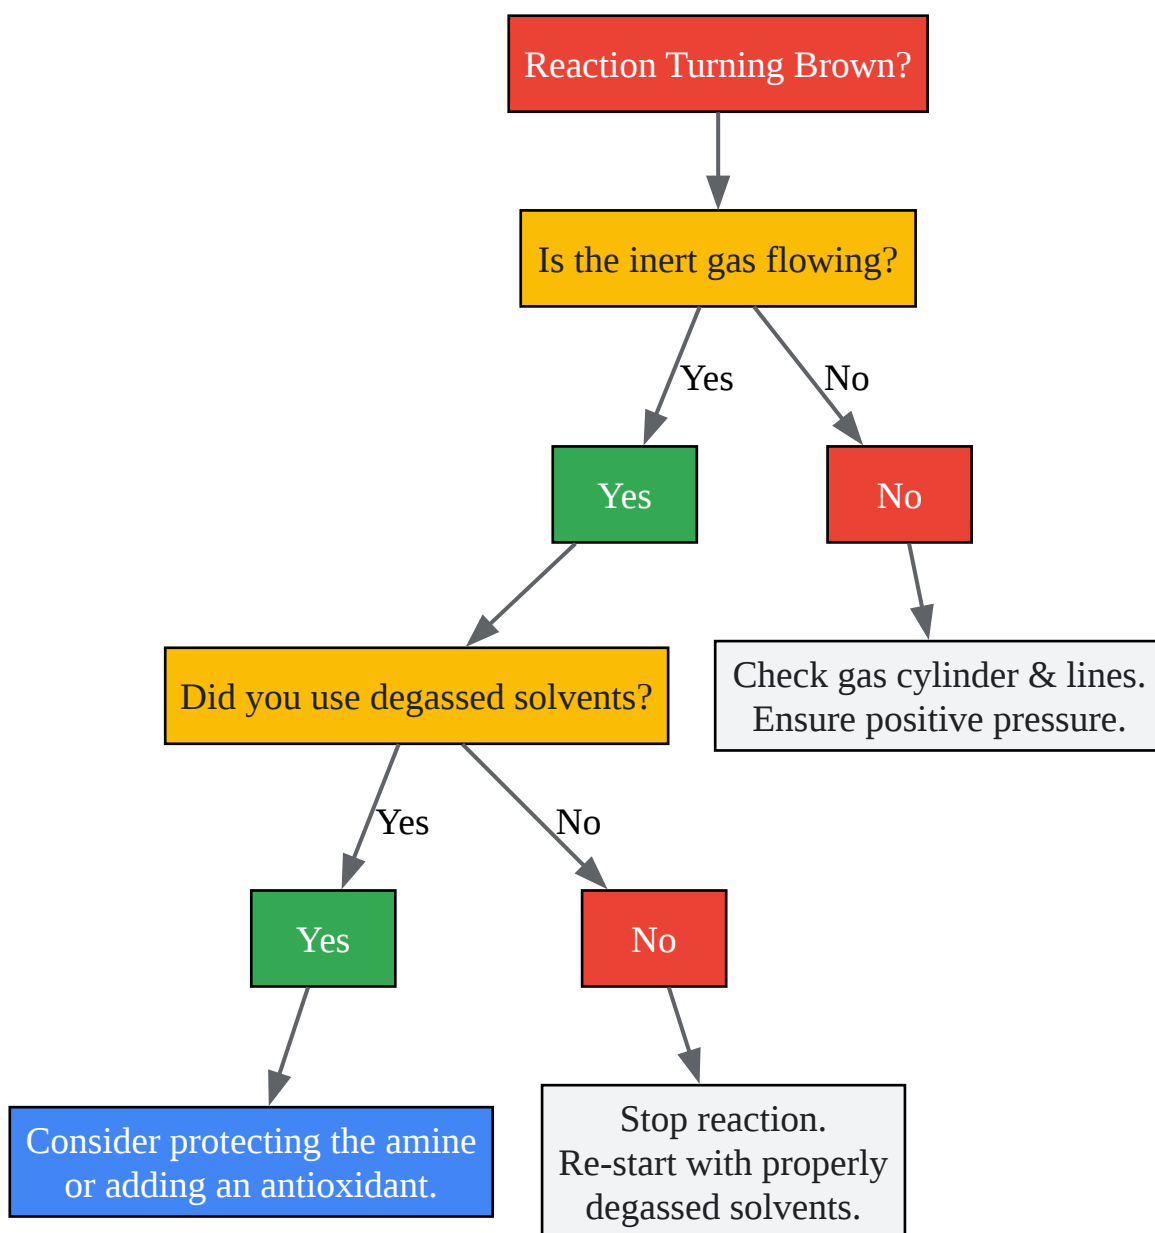 Reaction Turning Brown?
Is the inert gas flowing?
Yes
No
Yes
No
Did you use degassed solvents?
Check gas cylinder & lines.
Ensure positive pressure.
Yes
No
Yes
No
Consider protecting the amine
or adding an antioxidant.
Stop reaction.
Re-start with properly
degassed solvents.